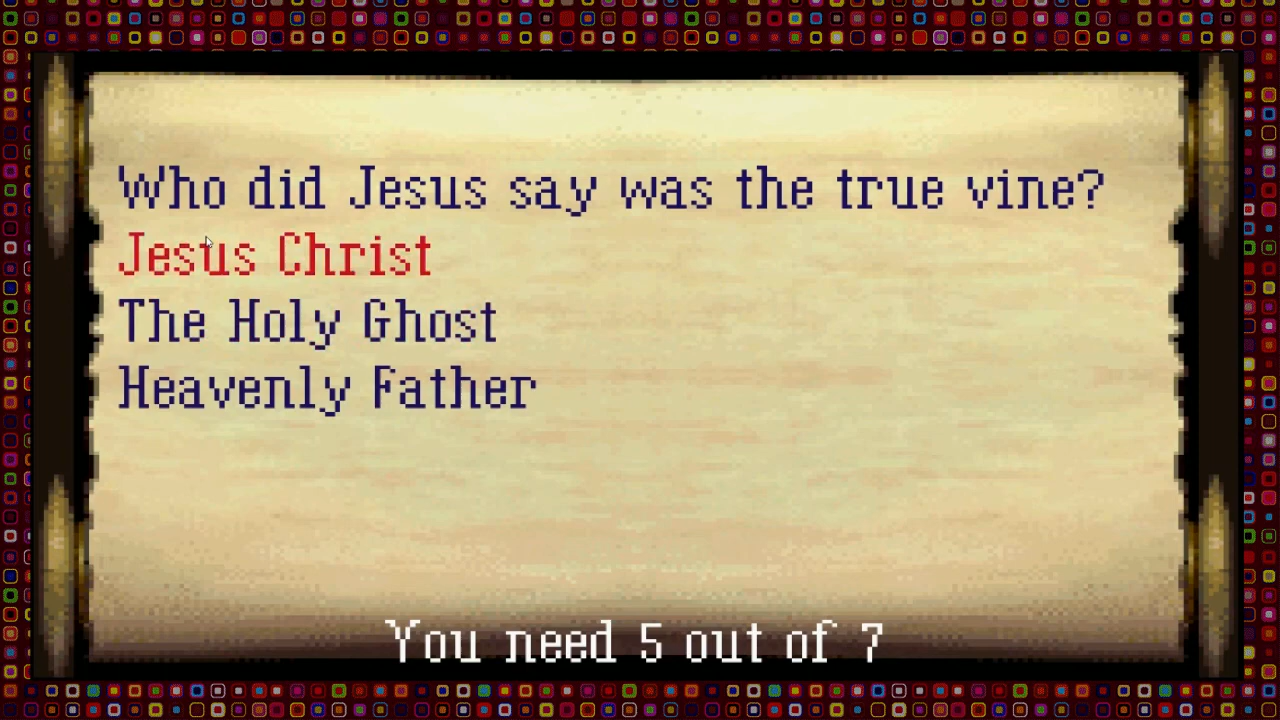 Who did Jesus say was the true vine?
Jesus Christ
The Holy Ghost
Heavenly Father
You need 5 out of 7